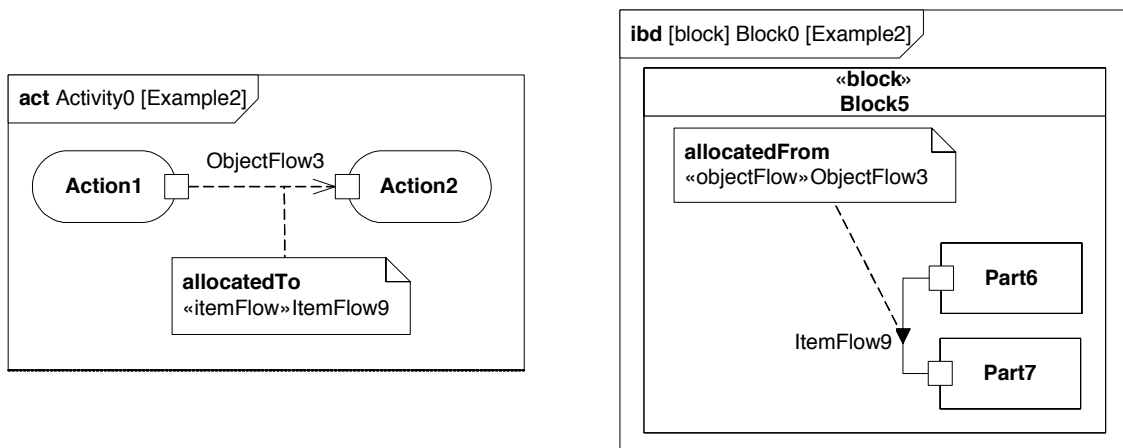 act Activity0 [Example2]
ObjectFlow3
Action1
Action2
allocatedTo
«itemFlow»ItemFlow9
ibd [block] Block0 [Example2]
«block»
Block5
allocatedFrom
«objectFlow»ObjectFlow3
Part6
ItemFlow9
Part7